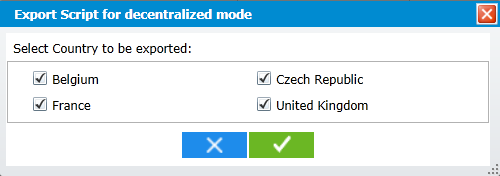 Export Script for decentralized mode
Select Country to be exported:
Belgium
Czech Republic
France
United Kingdom